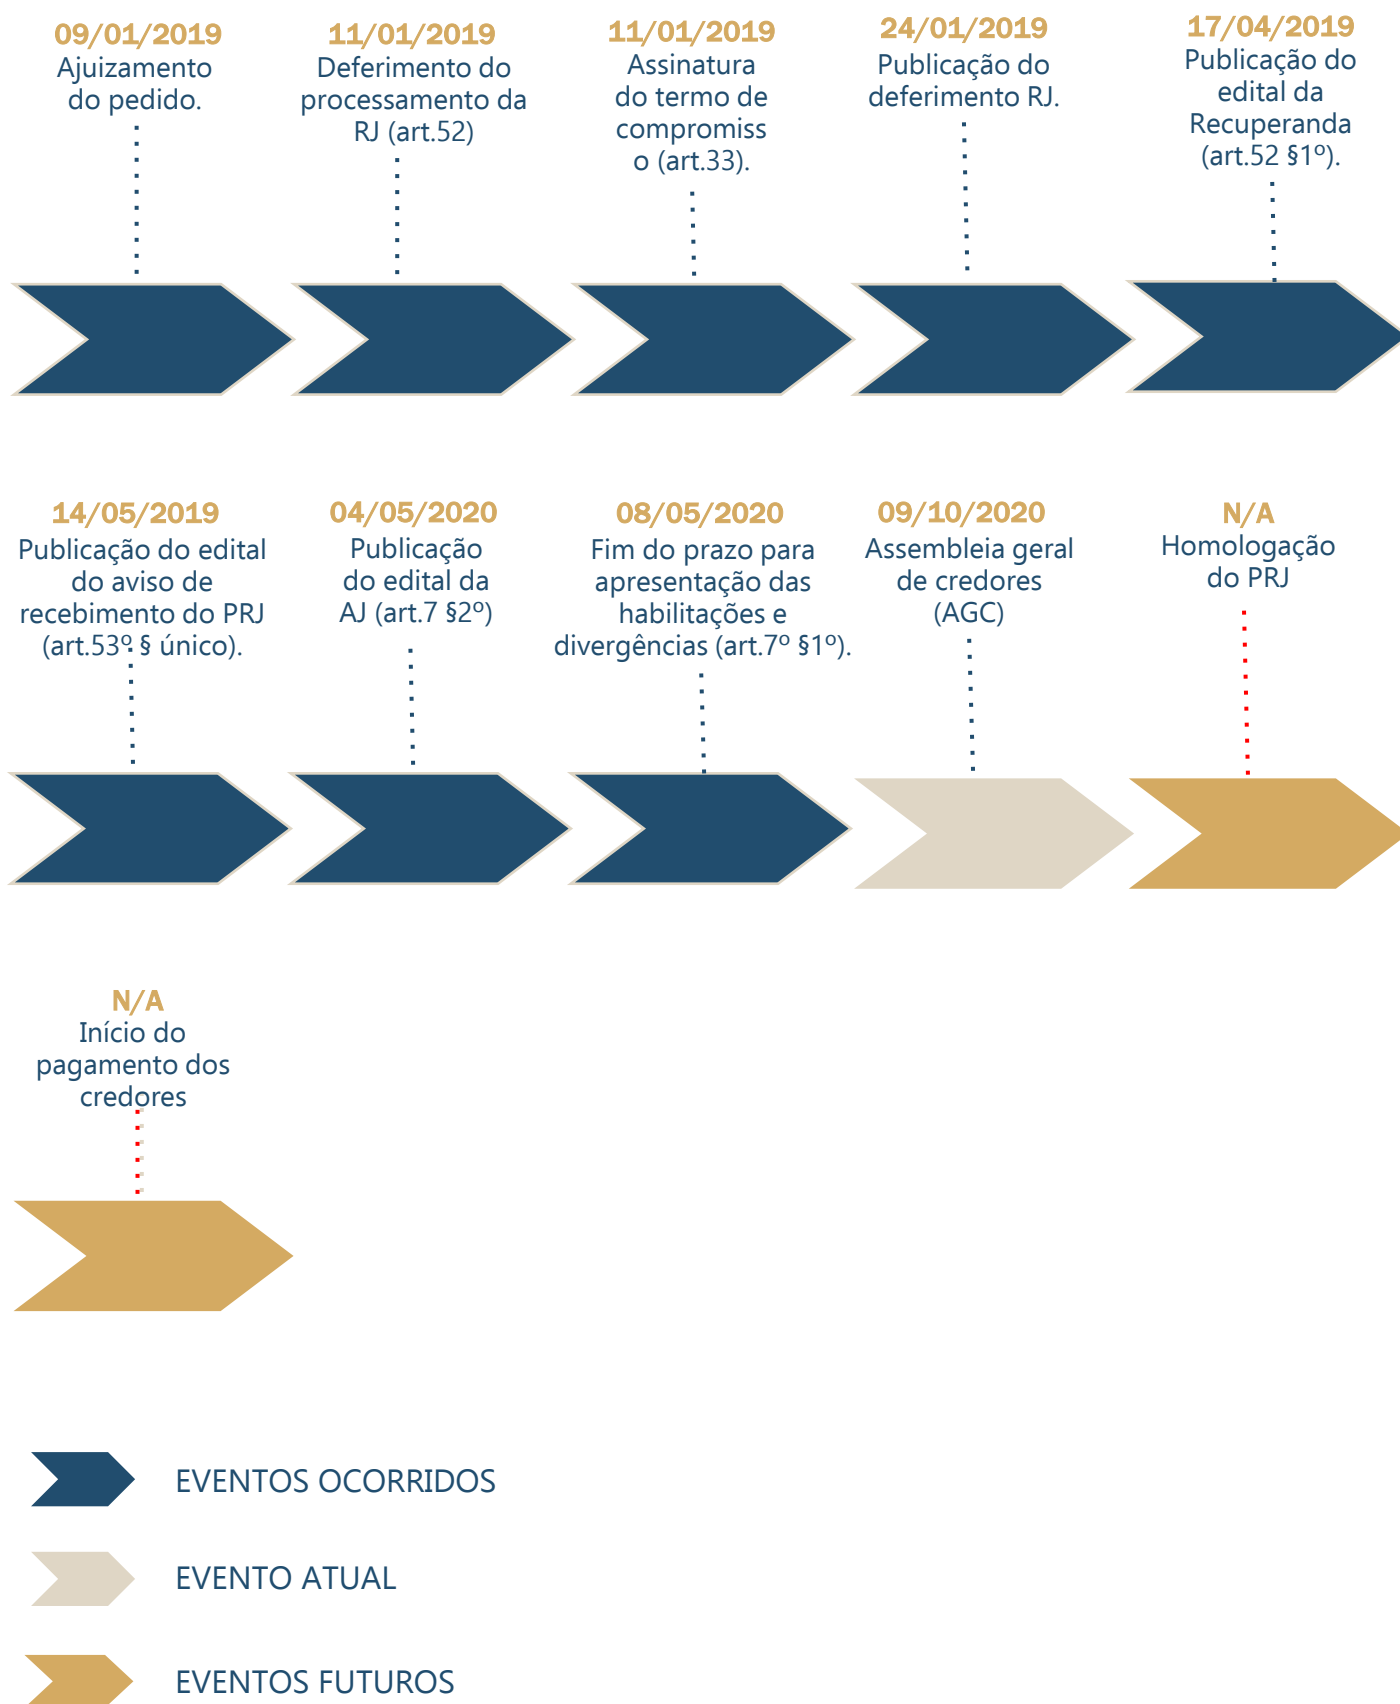 09/01/2019
Ajuizamento
do pedido.
11/01/2019
Deferimento do
processamento da
RJ (art.52)
11/01/2019
Assinatura
do termo de
compromiss
o (art.33).
24/01/2019
Publicação do
deferimento RJ.
17/04/2019
Publicação do
edital da
Recuperanda
(art.52 §1º).
14/05/2019
Publicação do edital
do aviso de
recebimento do PRJ
(art.53º § único).
04/05/2020
Publicação
do edital da
AJ (art.7 §2º)
08/05/2020
Fim do prazo para
apresentação das
habilitações e
divergências (art.7º §1º).
09/10/2020
Assembleia geral
de credores
(AGC)
N/A
Homologação
do PRJ
N/A
Início do
pagamento dos
credores
EVENTOS OCORRIDOS
EVENTO ATUAL
EVENTOS FUTUROS